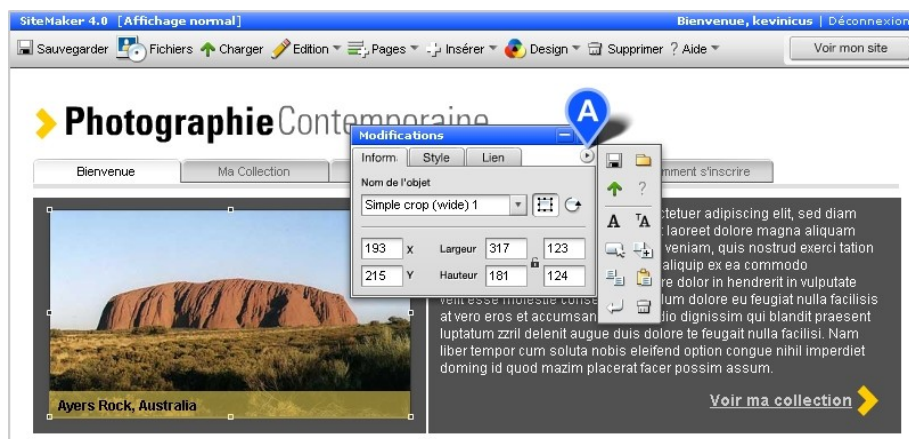 SiteMaker 4.0 [Affichage normal] Bienvenue, kevinicus | Déconnexion
Sauvegarder Fichiers Charger Edition Pages Insérer Design Supprimer ? Aide Voir mon site
Photographie Contemporaine
A
Modifications
Inform. Style Lien
Bienvenue Ma Collection mment s'inscrire
Nom de l'objet
Simple crop (wide) 1
193 X Largeur 317 123
215 Y Hauteur 181 124
?
A TA
ctetuer adipiscing elit, sed diam
laoreet dolore magna aliquam
veniam, quis nostrud exerci tation
aliquip ex ea commodo
re dolor in hendrerit in vulputate
velit esse molestie conse lum dolore eu feugiat nulla facilisis
at vero eros et accumsan dio dignissim qui blandit praesent
luptatum zzril delenit augue duis dolore te feugait nulla facilisi. Nam
liber tempor cum soluta nobis eleifend option congue nihil imperdiet
doming id quod mazim placerat facer possim assum.
Voir ma collection
Ayers Rock, Australia